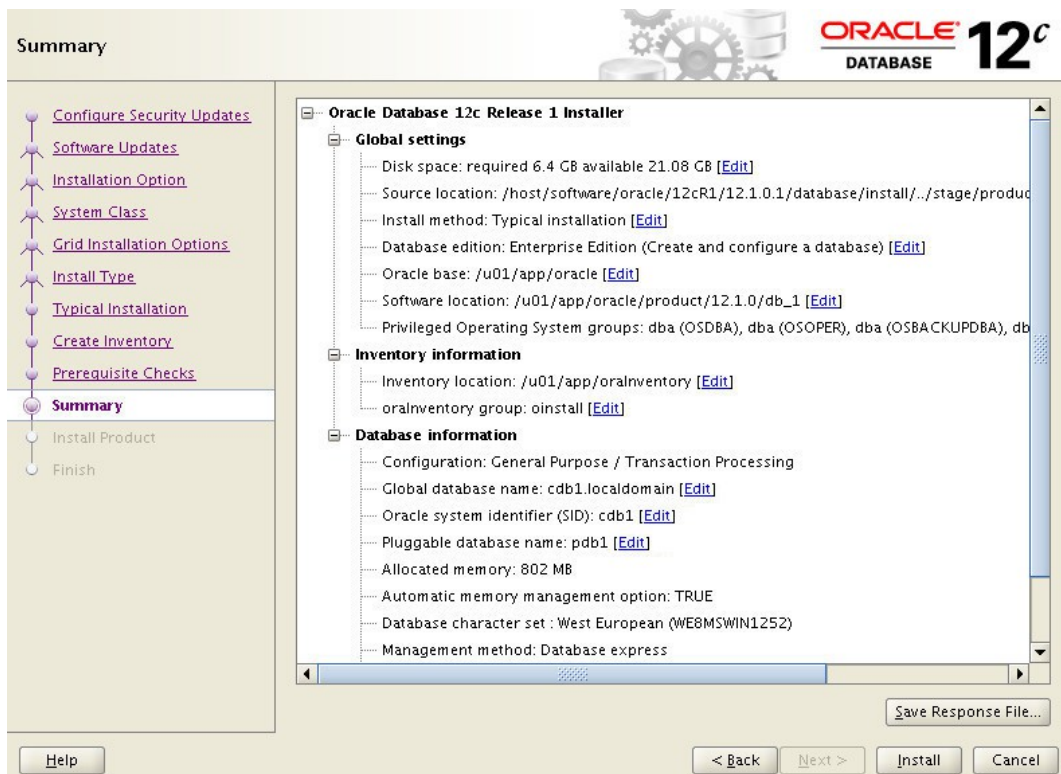 Summary
ORACLE DATABASE 12c
Configure Security Updates
Software Updates
Installation Option
System Class
Grid Installation Options
Install Type
Typical Installation
Create Inventory
Prerequisite Checks
Summary
Install Product
Finish
Oracle Database 12c Release 1 Installer
Global settings
Disk space: required 6.4 GB available 21.08 GB [Edit]
Source location: /host/software/oracle/12cR1/12.1.0.1/database/install/../stage/produc
Install method: Typical installation [Edit]
Database edition: Enterprise Edition (Create and configure a database) [Edit]
Oracle base: /u01/app/oracle [Edit]
Software location: /u01/app/oracle/product/12.1.0/db_1 [Edit]
Privileged Operating System groups: dba (OSDBA), dba (OSOPER), dba (OSBACKUPDBA), db
Inventory information
Inventory location: /u01/app/oraInventory [Edit]
oraInventory group: oinstall [Edit]
Database information
Configuration: General Purpose / Transaction Processing
Global database name: cdb1.localdomain [Edit]
Oracle system identifier (SID): cdb1 [Edit]
Pluggable database name: pdb1 [Edit]
Allocated memory: 802 MB
Automatic memory management option: TRUE
Database character set : West European (WE8MSWIN1252)
Management method: Database express
Save Response File...
Help
< Back
Next >
Install
Cancel